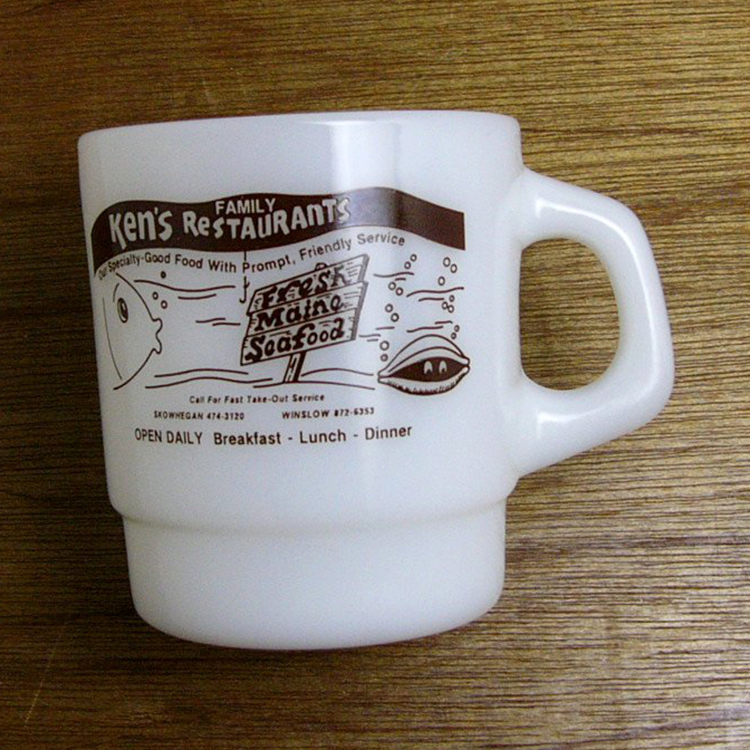 FAMILY
Ken's ReSTAURANTS
Our Specialty-Good Food With Prompt, Friendly Service
Fresh
Maine
Seafood
Call For Fast Take-Out Service
SKOWHEGAN 474-3120 WINSLOW 872-6353
OPEN DAILY Breakfast - Lunch - Dinner